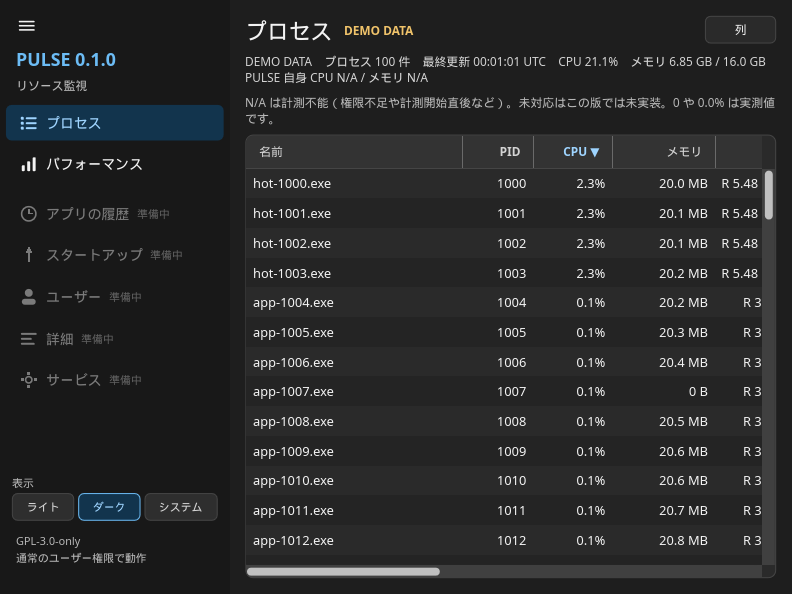 PULSE 0.1.0
リソース監視
プロセス
パフォーマンス
アプリの履歴 準備中
スタートアップ 準備中
ユーザー 準備中
詳細 準備中
サービス 準備中
表示
ライト ダーク システム
GPL-3.0-only
通常のユーザー権限で動作
プロセス DEMO DATA 列
DEMO DATA プロセス 100 件 最終更新 00:01:01 UTC CPU 21.1% メモリ 6.85 GB / 16.0 GB
PULSE 自身 CPU N/A / メモリ N/A
N/A は計測不能（権限不足や計測開始直後など）。未対応はこの版では未実装。0 や 0.0% は実測値
です。
名前 PID CPU ▼ メモリ
hot-1000.exe 1000 2.3% 20.0 MB R 5.48
hot-1001.exe 1001 2.3% 20.1 MB R 5.48
hot-1002.exe 1002 2.3% 20.1 MB R 5.48
hot-1003.exe 1003 2.3% 20.2 MB R 5.48
app-1004.exe 1004 0.1% 20.2 MB R 3
app-1005.exe 1005 0.1% 20.3 MB R 3
app-1006.exe 1006 0.1% 20.4 MB R 3
app-1007.exe 1007 0.1% 0 B R 3
app-1008.exe 1008 0.1% 20.5 MB R 3
app-1009.exe 1009 0.1% 20.6 MB R 3
app-1010.exe 1010 0.1% 20.6 MB R 3
app-1011.exe 1011 0.1% 20.7 MB R 3
app-1012.exe 1012 0.1% 20.8 MB R 3